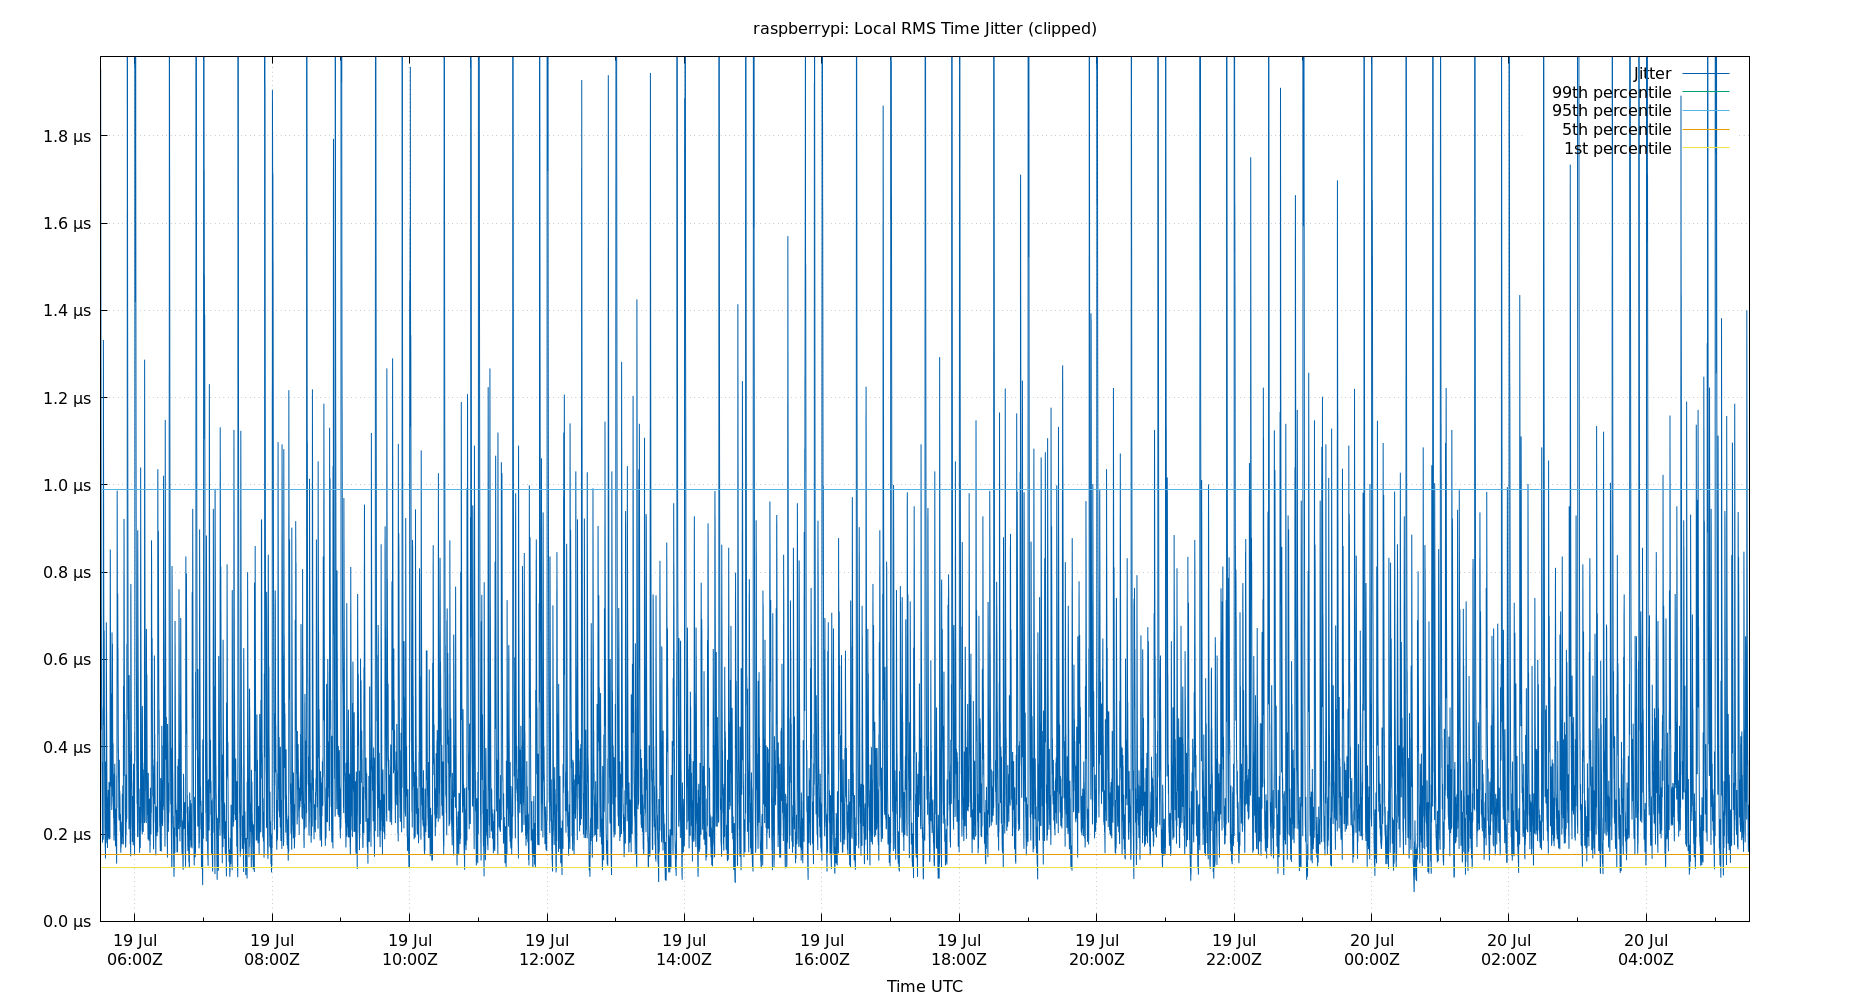 raspberrypi: Local RMS Time Jitter (clipped)
Jitter
99th percentile
95th percentile
5th percentile
1st percentile
1.8 µs
1.6 µs
1.4 µs
1.2 µs
1.0 µs
0.8 µs
0.6 µs
0.4 µs
0.2 µs
0.0 µs
19 Jul 19 Jul 19 Jul 19 Jul 19 Jul 19 Jul 19 Jul 19 Jul 19 Jul 20 Jul 20 Jul 20 Jul
06:00Z 08:00Z 10:00Z 12:00Z 14:00Z 16:00Z 18:00Z 20:00Z 22:00Z 00:00Z 02:00Z 04:00Z
Time UTC